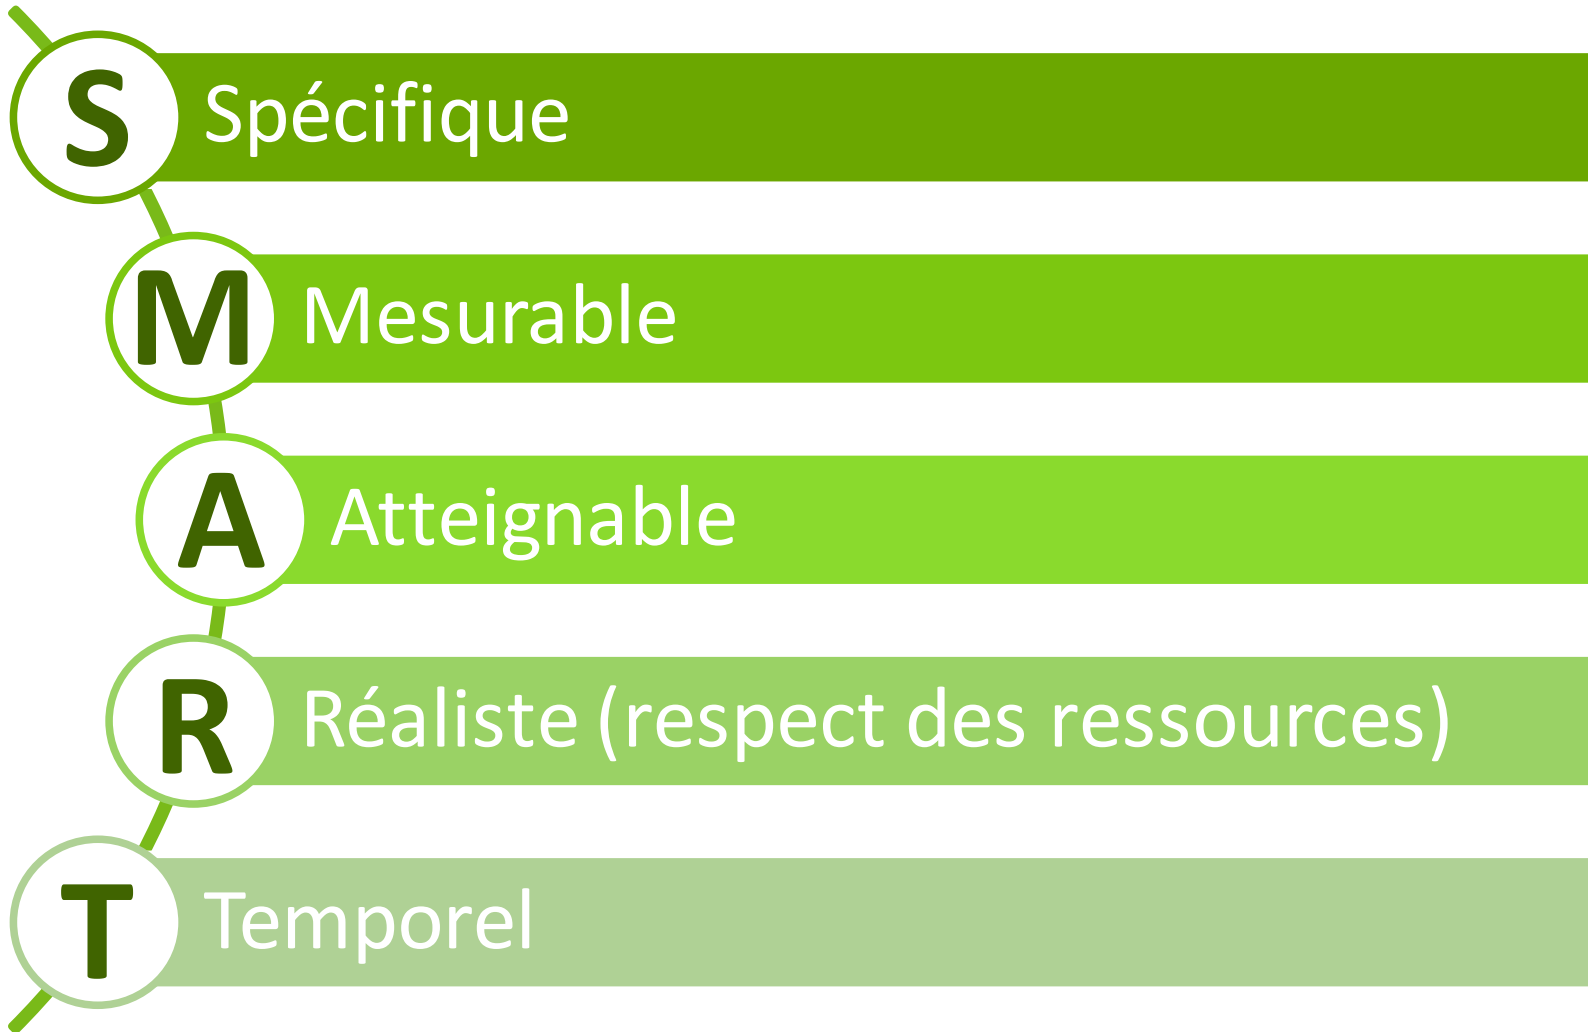 S Spécifique
M Mesurable
A Atteignable
R Réaliste (respect des ressources)
T Temporel